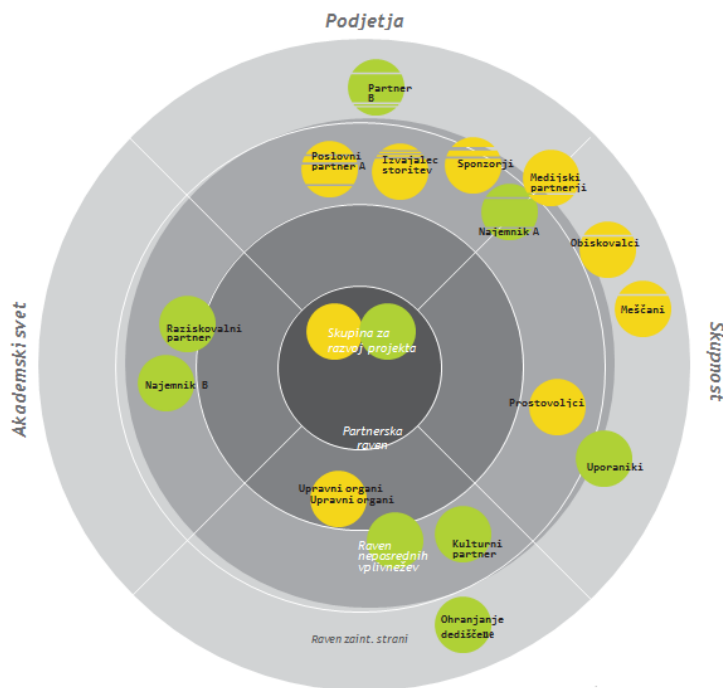 Podjetja
Partner
B
Poslovni
partner A
Izvajalec
storitev
Sponzorji
Medijski
partnerji
Najemnik A
Obiskovalci
Meščani
Akademski svet
Skupnost
Raziskovalni
partner
Najemnik B
Skupina za
razvoj projekta
Partnerska
raven
Prostovoljci
Uporaniki
Upravni organi
Upravni organi
Raven
neposrednih
vplivnežev
Kulturni
partner
Ohranjanje
Raven zaint. strani